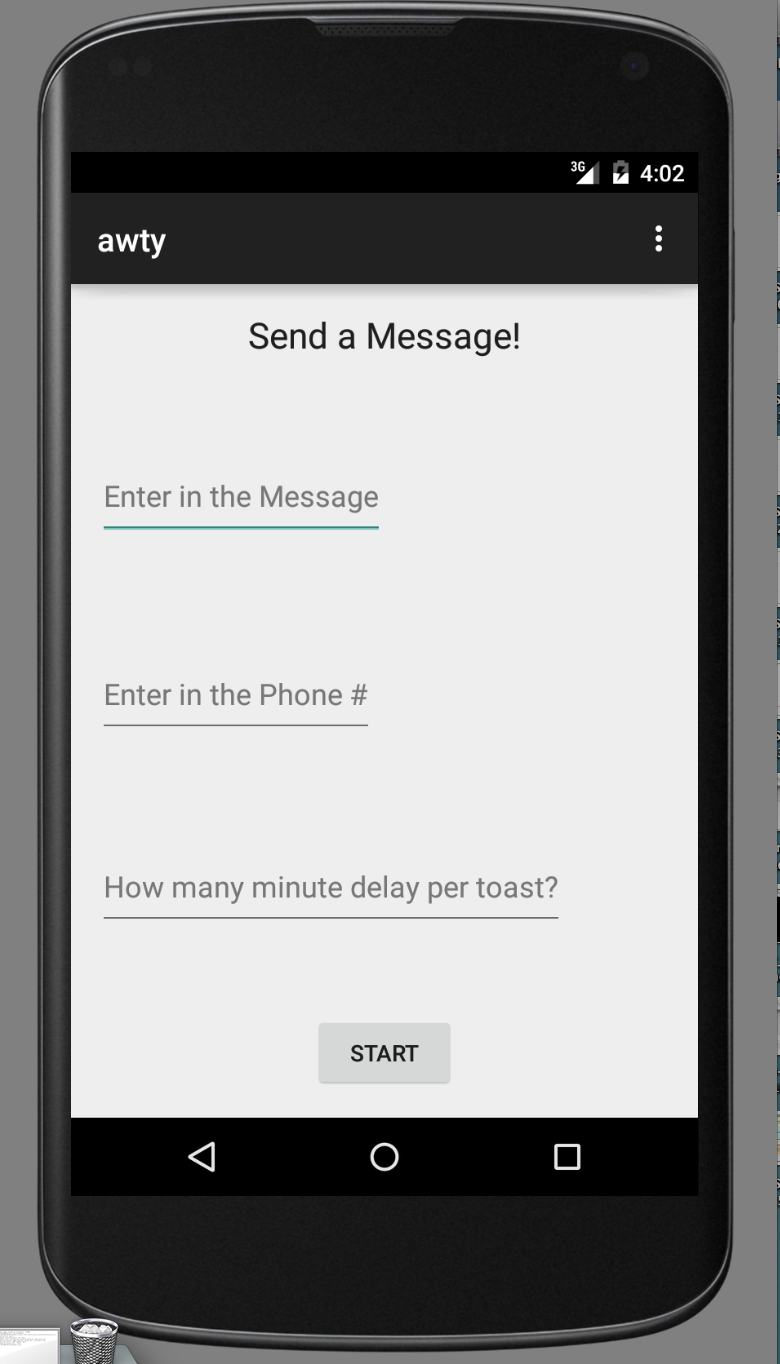 3G 4:02
awty
Send a Message!
Enter in the Message
Enter in the Phone #
How many minute delay per toast?
START